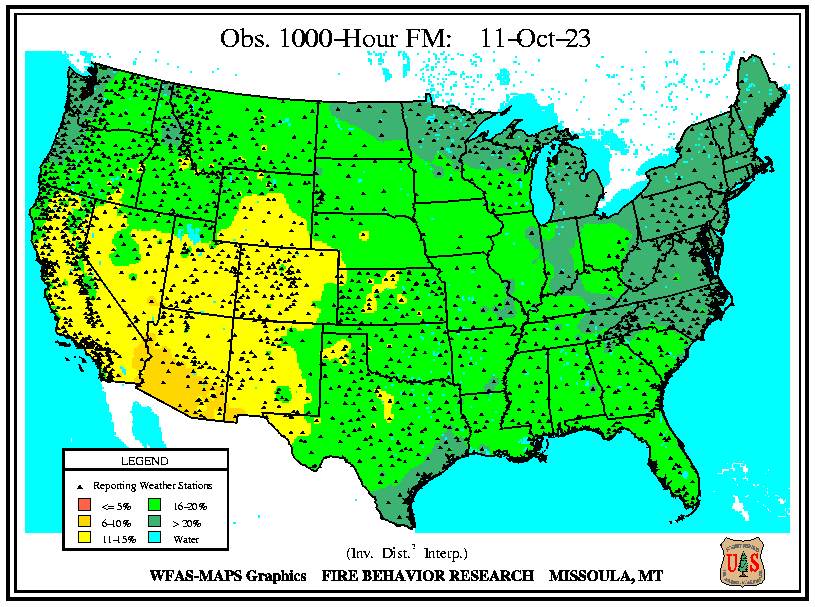 Obs. 1000-Hour FM: 11-Oct-23
LEGEND
Reporting Weather Stations
<= 5%
16-20%
6-10%
> 20%
11-15%
Water
(Inv. Dist.² Interp.)
WFAS-MAPS Graphics FIRE BEHAVIOR RESEARCH MISSOULA, MT
U S